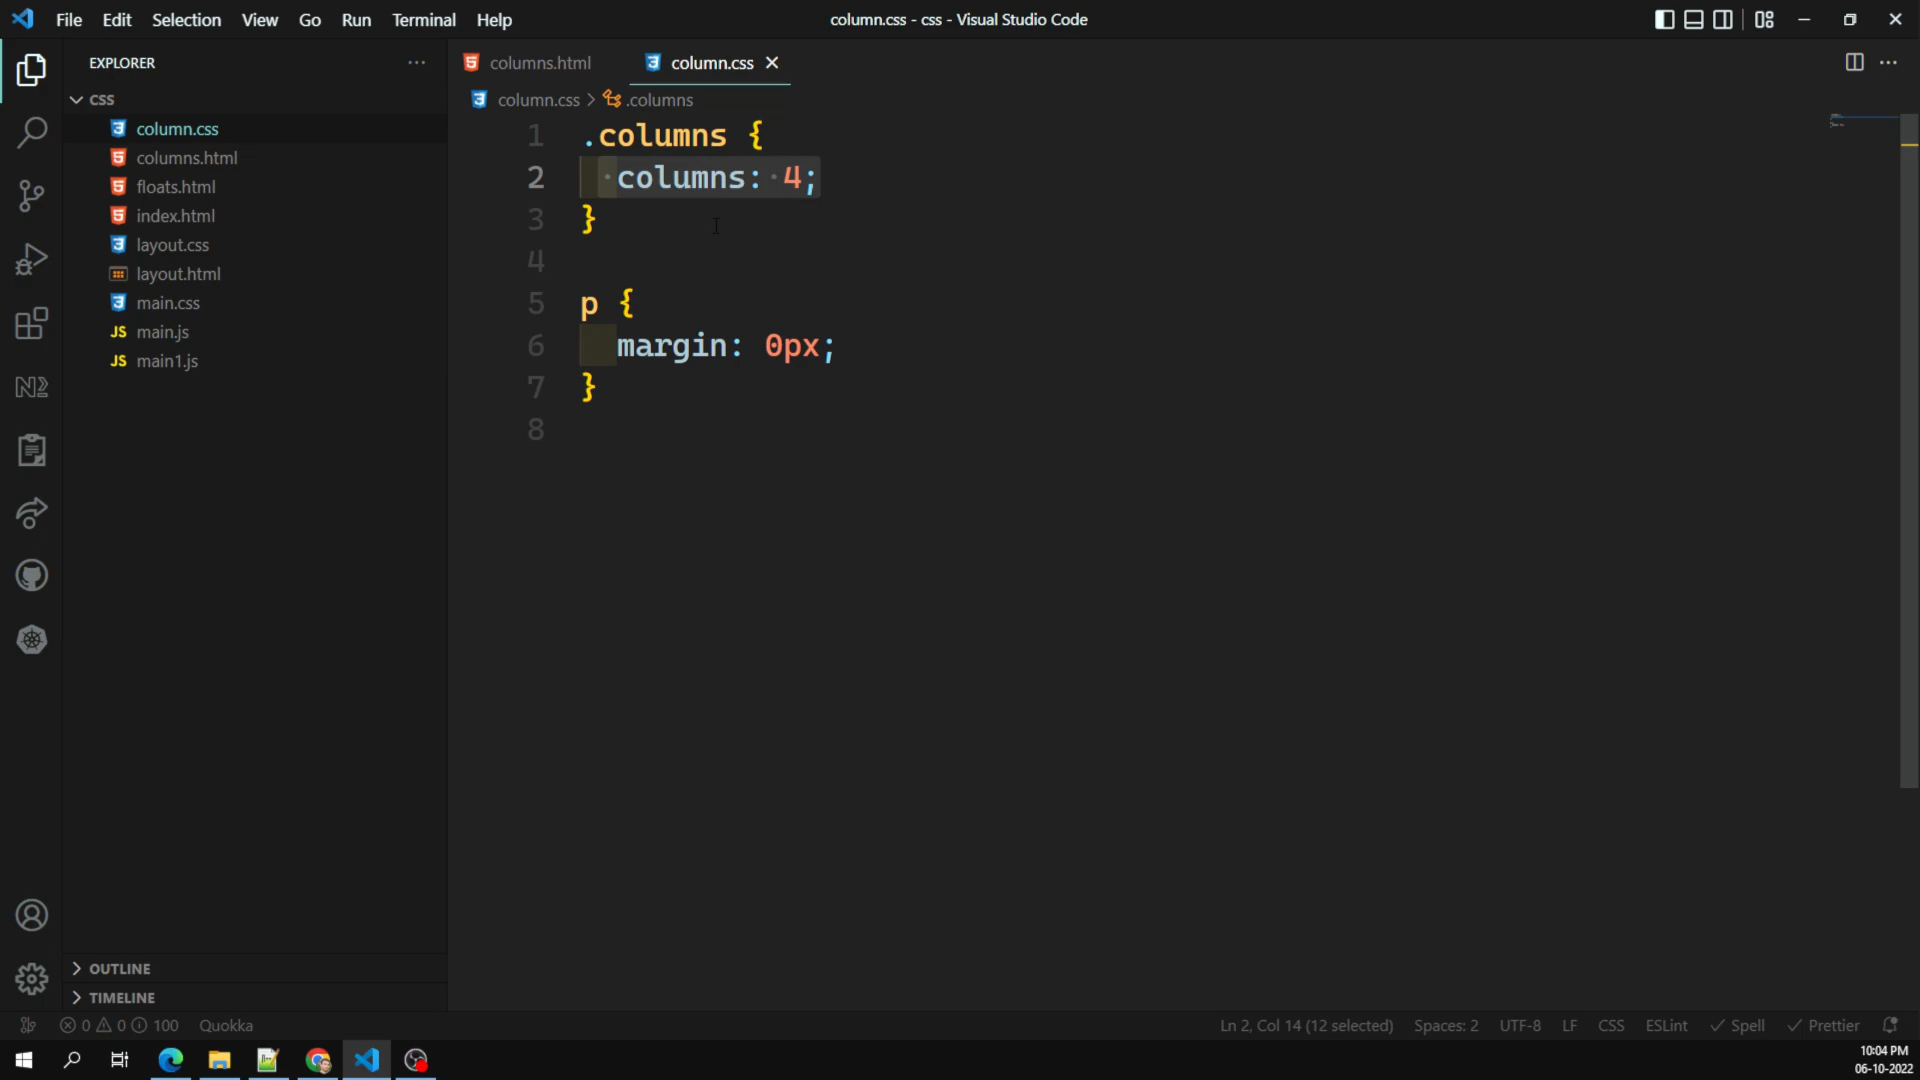 File Edit Selection View Go Run Terminal Help
column.css - css - Visual Studio Code
EXPLORER
CSS
column.css
columns.html
floats.html
index.html
layout.css
layout.html
main.css
JS main.js
JS main1.js
OUTLINE
TIMELINE
columns.html
column.css
column.css > .columns
1 .columns {
2 columns: 4;
3 }
4
5 p {
6 margin: 0px;
7 }
8
0 0 100 Quokka
Ln 2, Col 14 (12 selected) Spaces: 2 UTF-8 LF CSS ESLint Spell Prettier
10:04 PM
06-10-2022